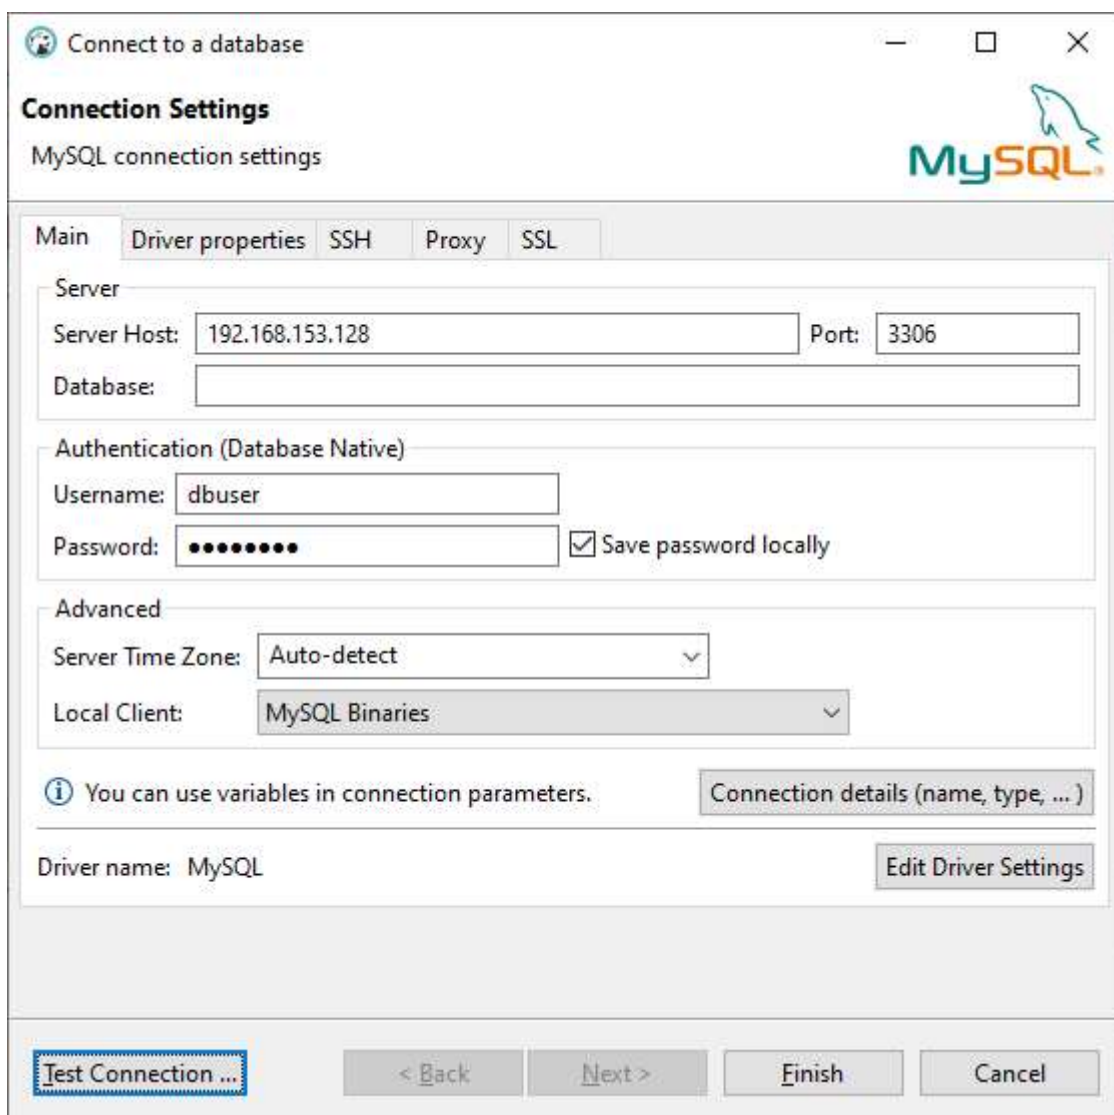 Connect to a database
Connection Settings
MySQL connection settings
MySQL®
Main Driver properties SSH Proxy SSL
Server
Server Host: 192.168.153.128 Port: 3306
Database:
Authentication (Database Native)
Username: dbuser
Password: ●●●●●●●● Save password locally
Advanced
Server Time Zone: Auto-detect
Local Client: MySQL Binaries
You can use variables in connection parameters. Connection details (name, type, ... )
Driver name: MySQL Edit Driver Settings
Test Connection ... < Back Next > Finish Cancel